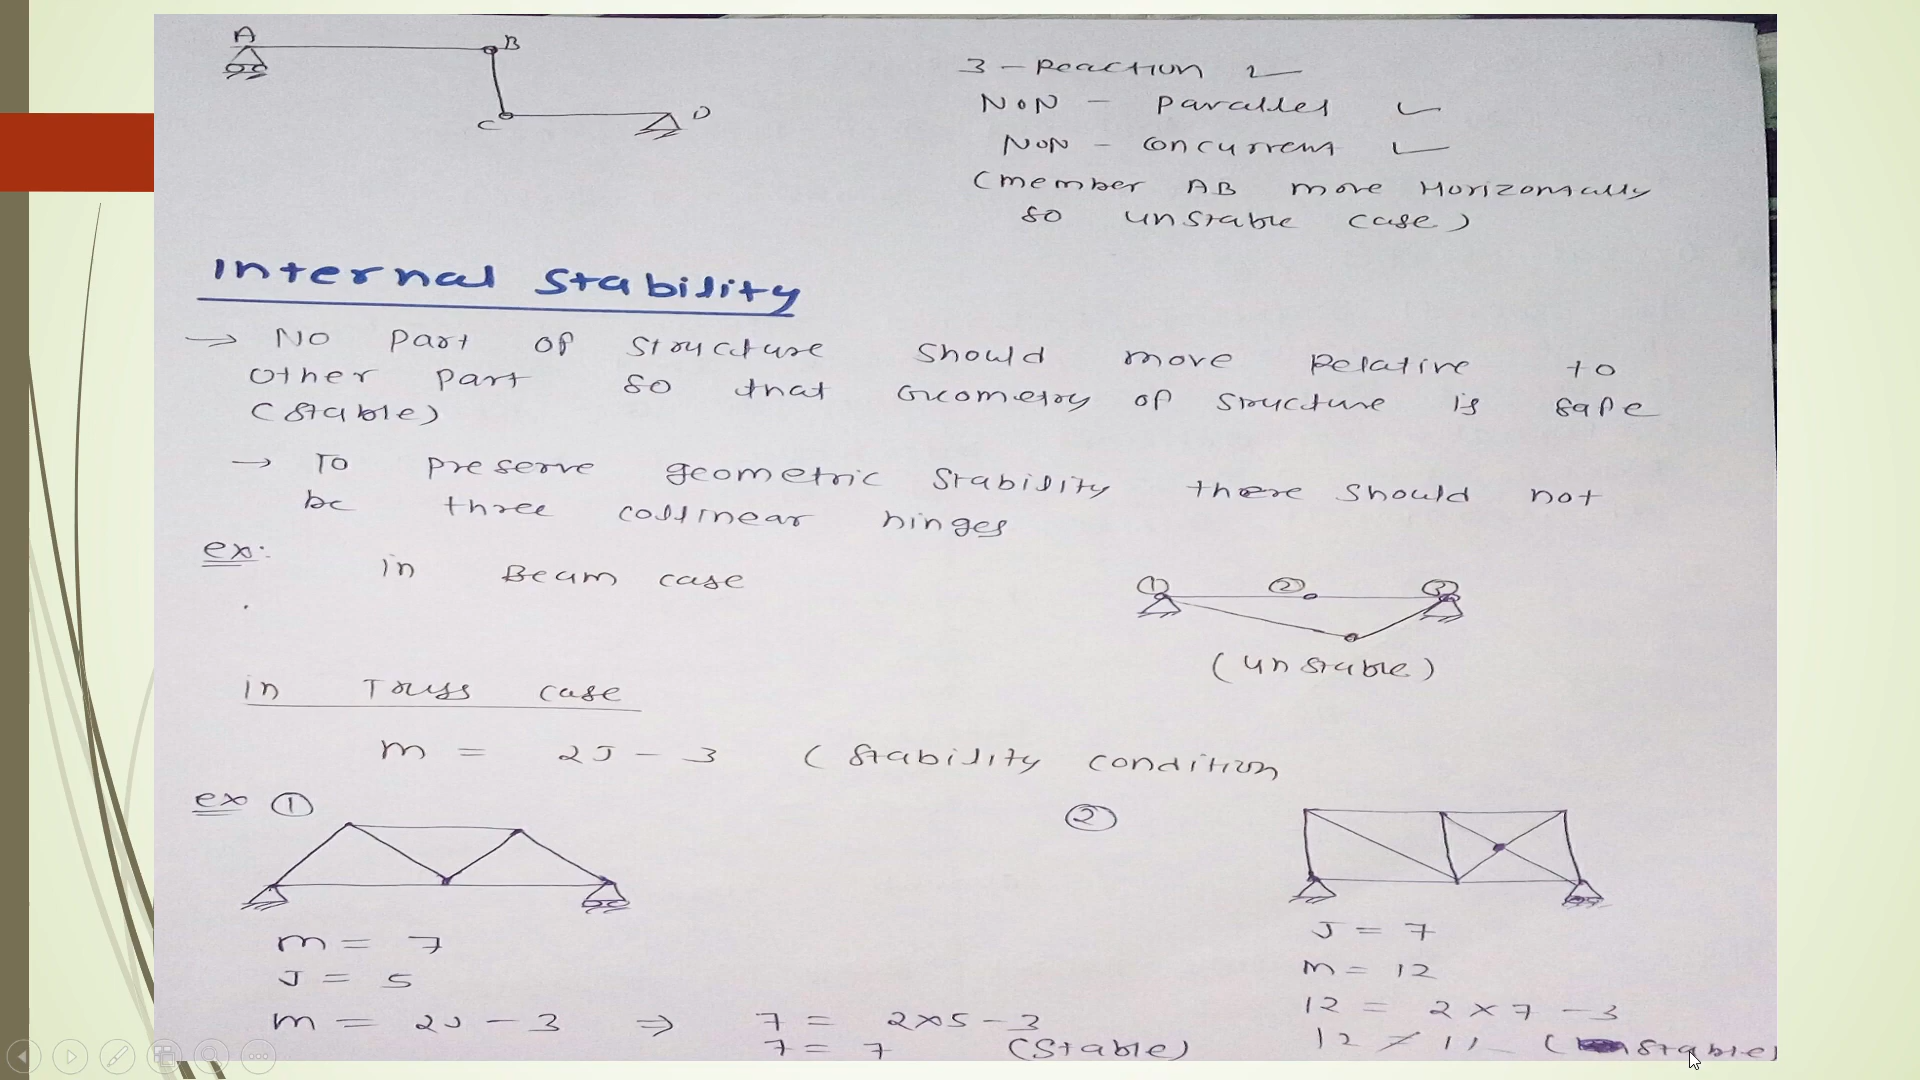 A
B
C
D
3 - Reaction ✓
Non - Parallel ✓
Non - Concurrent ✓
(member AB move Horizontally
so unstable case)
Internal Stability
→ No Part of Structure should move Relative to
other part so that Geometry of Structure is safe
(Stable)
→ To preserve geometric Stability there should not
be three collinear hinges
ex:
in Beam case
① ② ③
(unstable)
in Truss case
m = 2J - 3 (Stability condition
ex ①
②
m = 7
J = 5
m = 2J - 3 ⇒ 7 = 2x5 - 3
7 = 7 (Stable)
J = 7
m = 12
12 = 2 x 7 - 3
12 ≠ 11 ( stable)